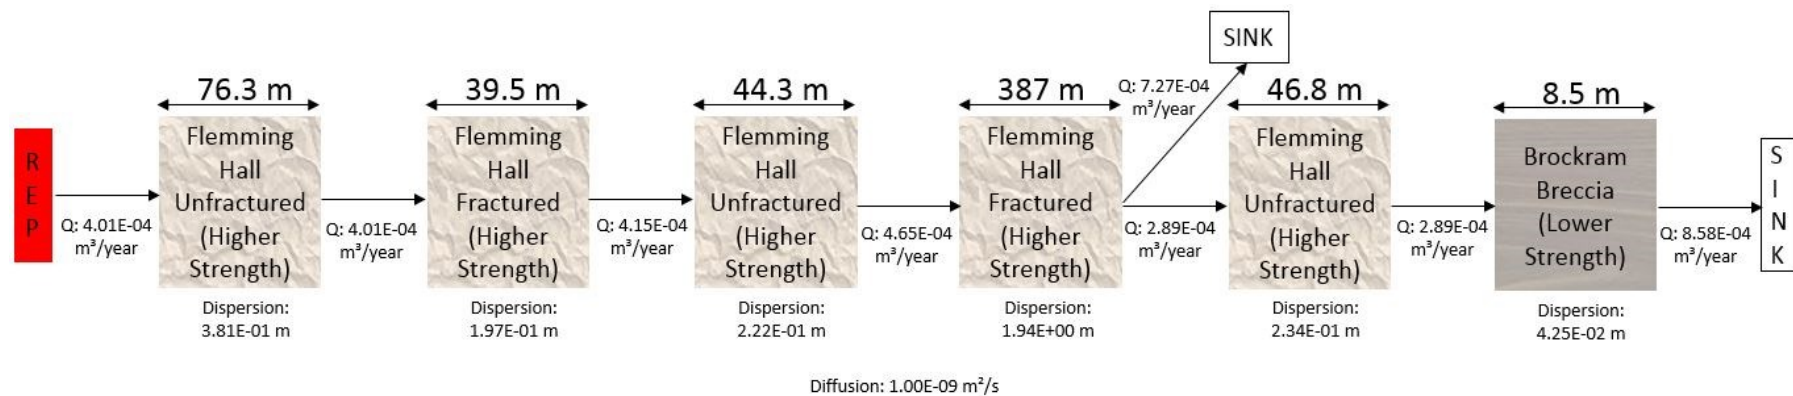 SINK
76.3 m
39.5 m
44.3 m
387 m
Q: 7.27E-04
m³/year
46.8 m
8.5 m
R
E
P
Q: 4.01E-04
m³/year
Flemming
Hall
Unfractured
(Higher
Strength)
Q: 4.01E-04
m³/year
Flemming
Hall
Fractured
(Higher
Strength)
Q: 4.15E-04
m³/year
Flemming
Hall
Unfractured
(Higher
Strength)
Q: 4.65E-04
m³/year
Flemming
Hall
Fractured
(Higher
Strength)
Q: 2.89E-04
m³/year
Flemming
Hall
Unfractured
(Higher
Strength)
Q: 2.89E-04
m³/year
Brockram
Breccia
(Lower
Strength)
Q: 8.58E-04
m³/year
S
I
N
K
Dispersion:
3.81E-01 m
Dispersion:
1.97E-01 m
Dispersion:
2.22E-01 m
Dispersion:
1.94E+00 m
Dispersion:
2.34E-01 m
Dispersion:
4.25E-02 m
Diffusion: 1.00E-09 m²/s